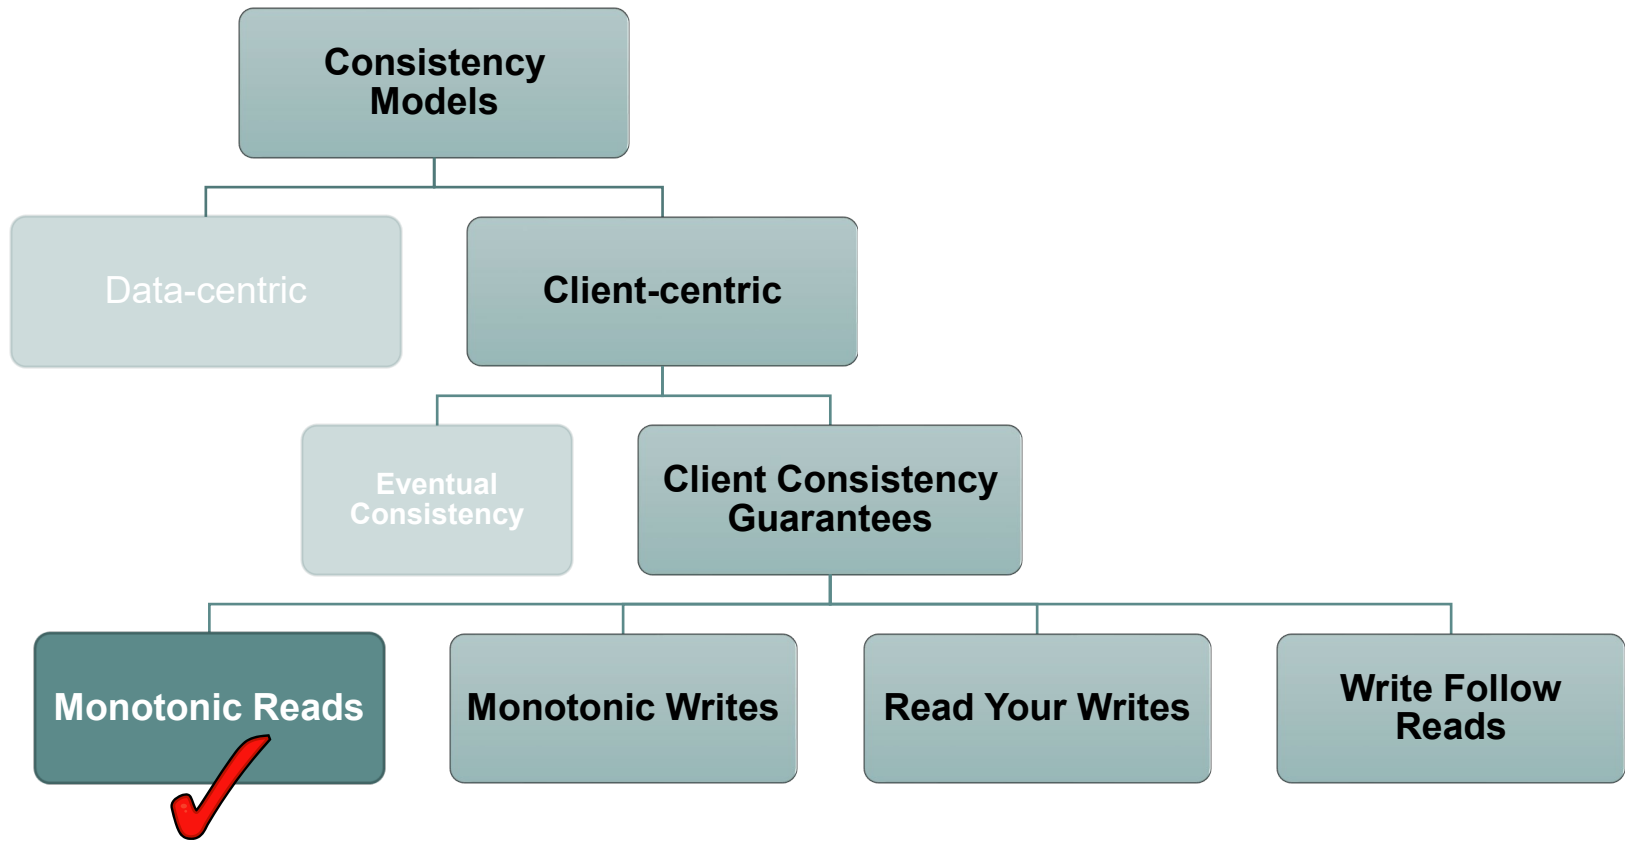 Consistency
Models
Data-centric
Client-centric
Eventual
Consistency
Client Consistency
Guarantees
Monotonic Reads
Monotonic Writes
Read Your Writes
Write Follow
Reads